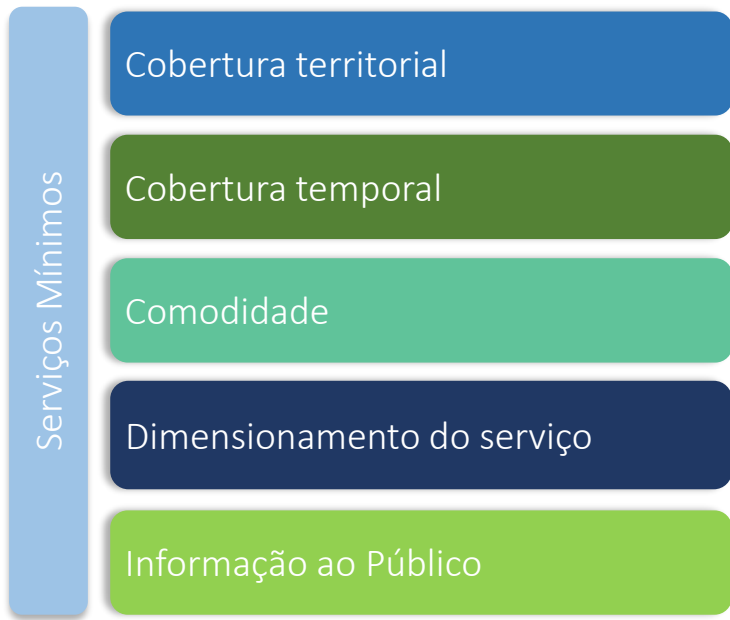 Serviços Mínimos
Cobertura territorial
Cobertura temporal
Comodidade
Dimensionamento do serviço
Informação ao Público